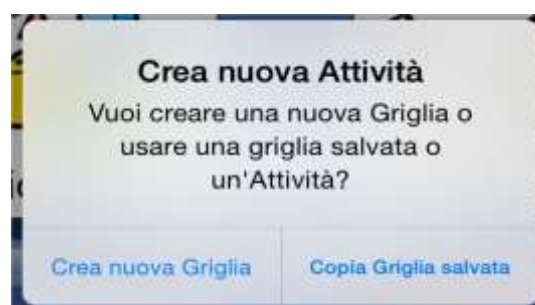 Crea nuova Attività
Vuoi creare una nuova Griglia o
usare una griglia salvata o
un'Attività?
Crea nuova Griglia
Copia Griglia salvata